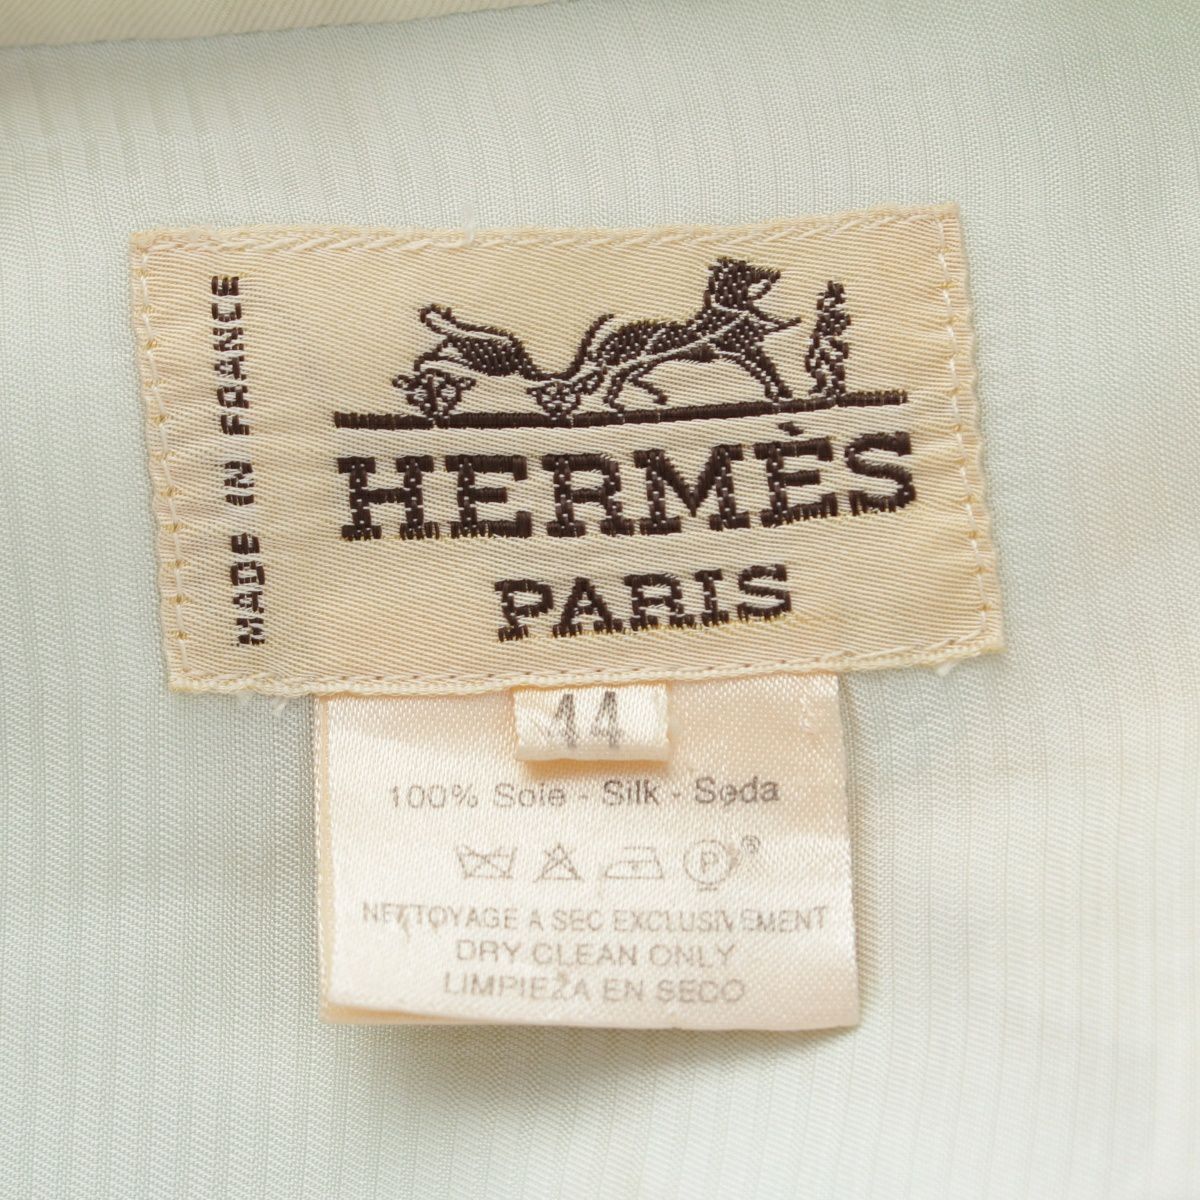 MADE IN FRANCE
HERMÈS
PARIS
44
100% Soie - Silk - Seda
P ®
NETTOYAGE A SEC EXCLUSIVEMENT
DRY CLEAN ONLY
LIMPIEZA EN SECO